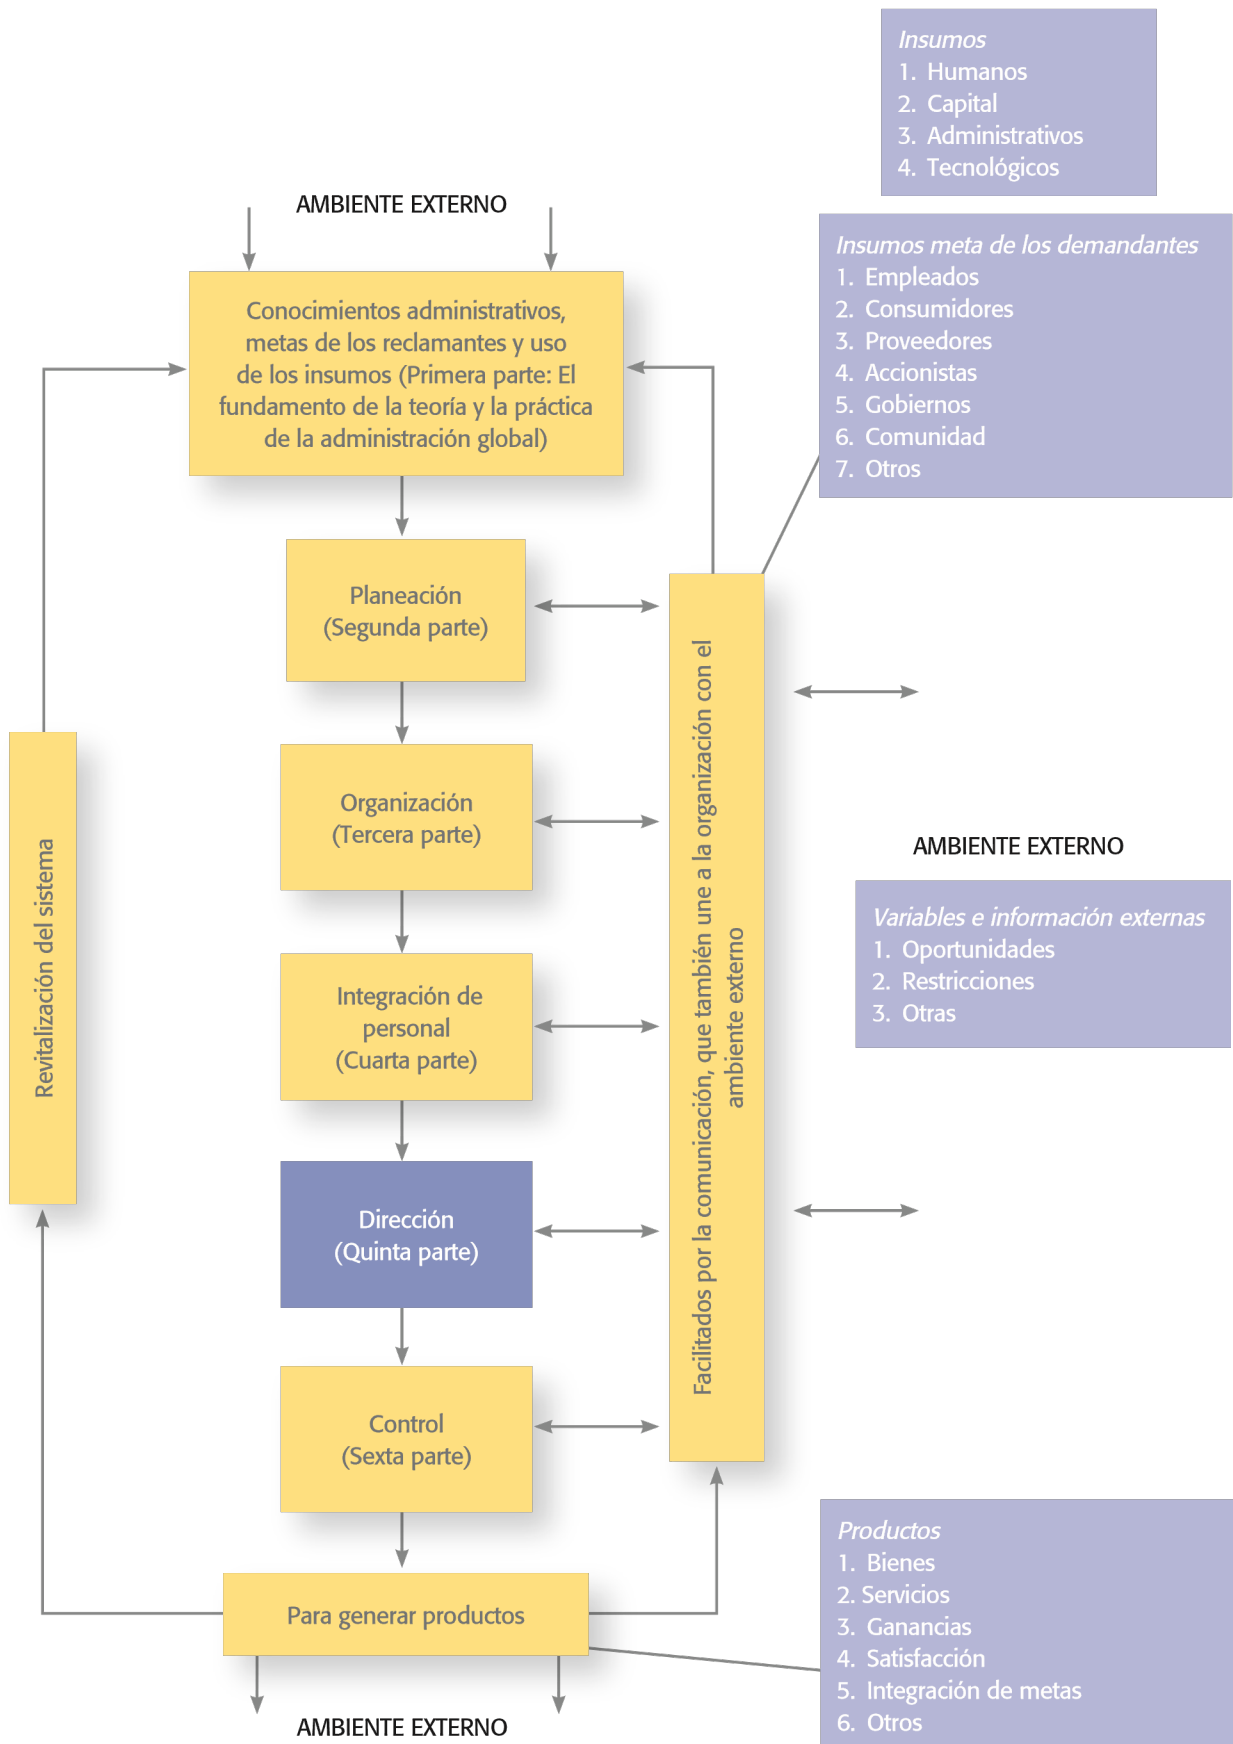 Insumos
1. Humanos
2. Capital
3. Administrativos
4. Tecnológicos
AMBIENTE EXTERNO
Insumos meta de los demandantes
1. Empleados
2. Consumidores
3. Proveedores
4. Accionistas
5. Gobiernos
6. Comunidad
7. Otros
Conocimientos administrativos,
metas de los reclamantes y uso
de los insumos (Primera parte: El
fundamento de la teoría y la práctica
de la administración global)
Planeación
(Segunda parte)
Organización
(Tercera parte)
Integración de
personal
(Cuarta parte)
Dirección
(Quinta parte)
Control
(Sexta parte)
Para generar productos
Revitalización del sistema
Facilitados por la comunicación, que también une a la organización con el
ambiente externo
AMBIENTE EXTERNO
Variables e información externas
1. Oportunidades
2. Restricciones
3. Otras
Productos
1. Bienes
2. Servicios
3. Ganancias
4. Satisfacción
5. Integración de metas
6. Otros
AMBIENTE EXTERNO